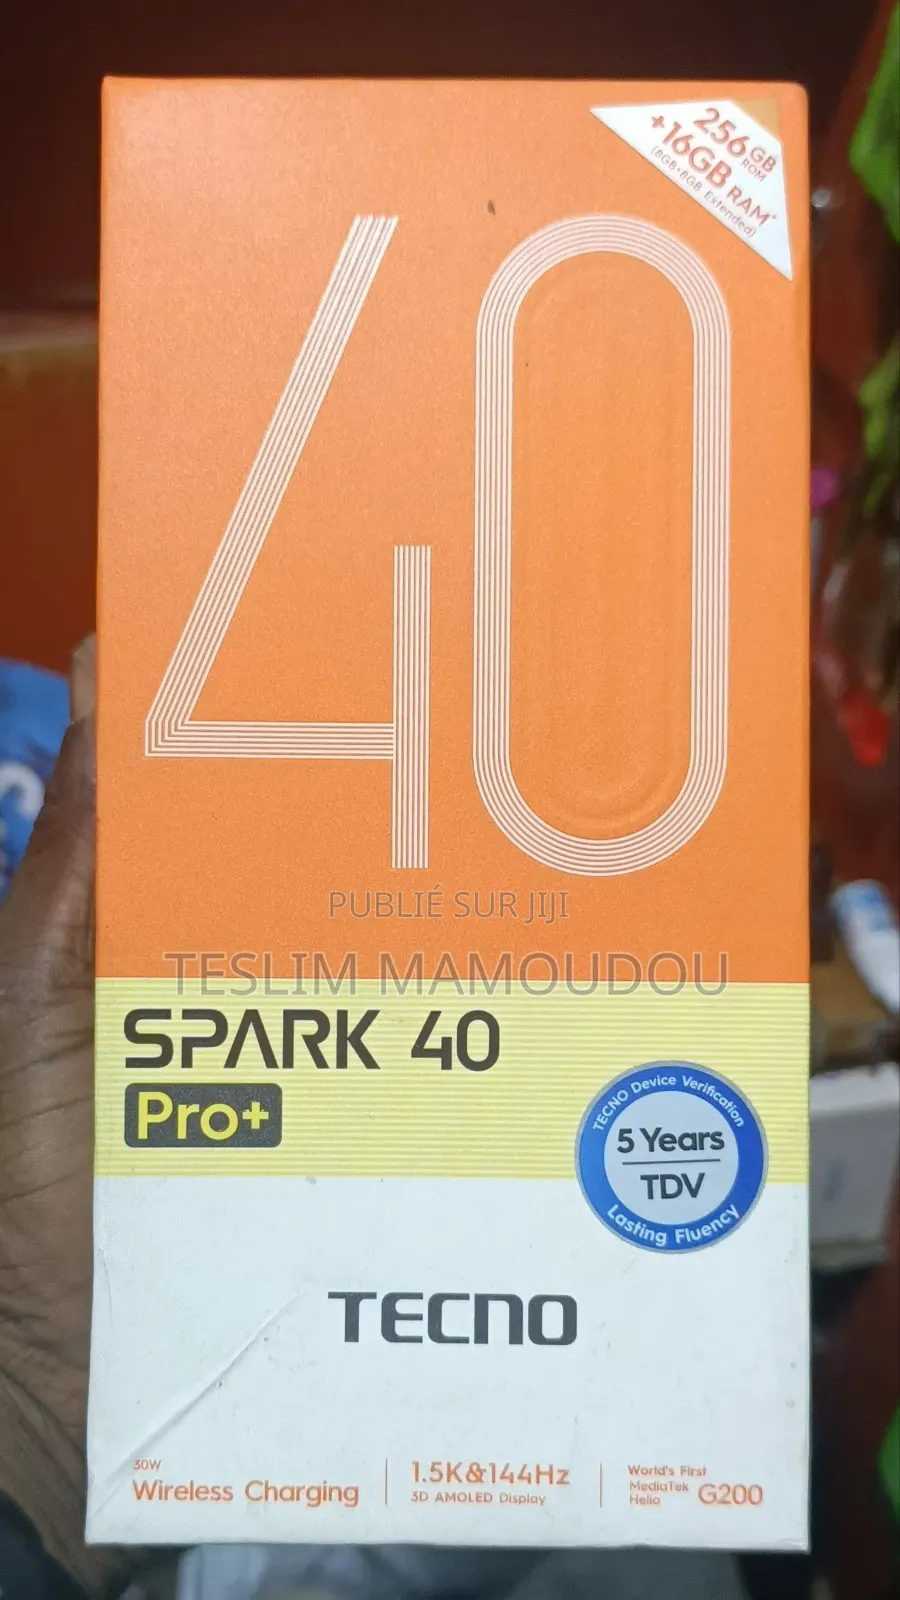 256GB ROM
+16GB RAM*
(8GB+8GB Extended)
40
PUBLIÉ SUR JIJI
TESLIM MAMOUDOU
SPARK 40
Pro+
TECNO Device Verification
5 Years
TDV
Lasting Fluency
TECNO
30W
Wireless Charging
1.5K&144Hz
3D AMOLED Display
World's First
MediaTek
Helio G200